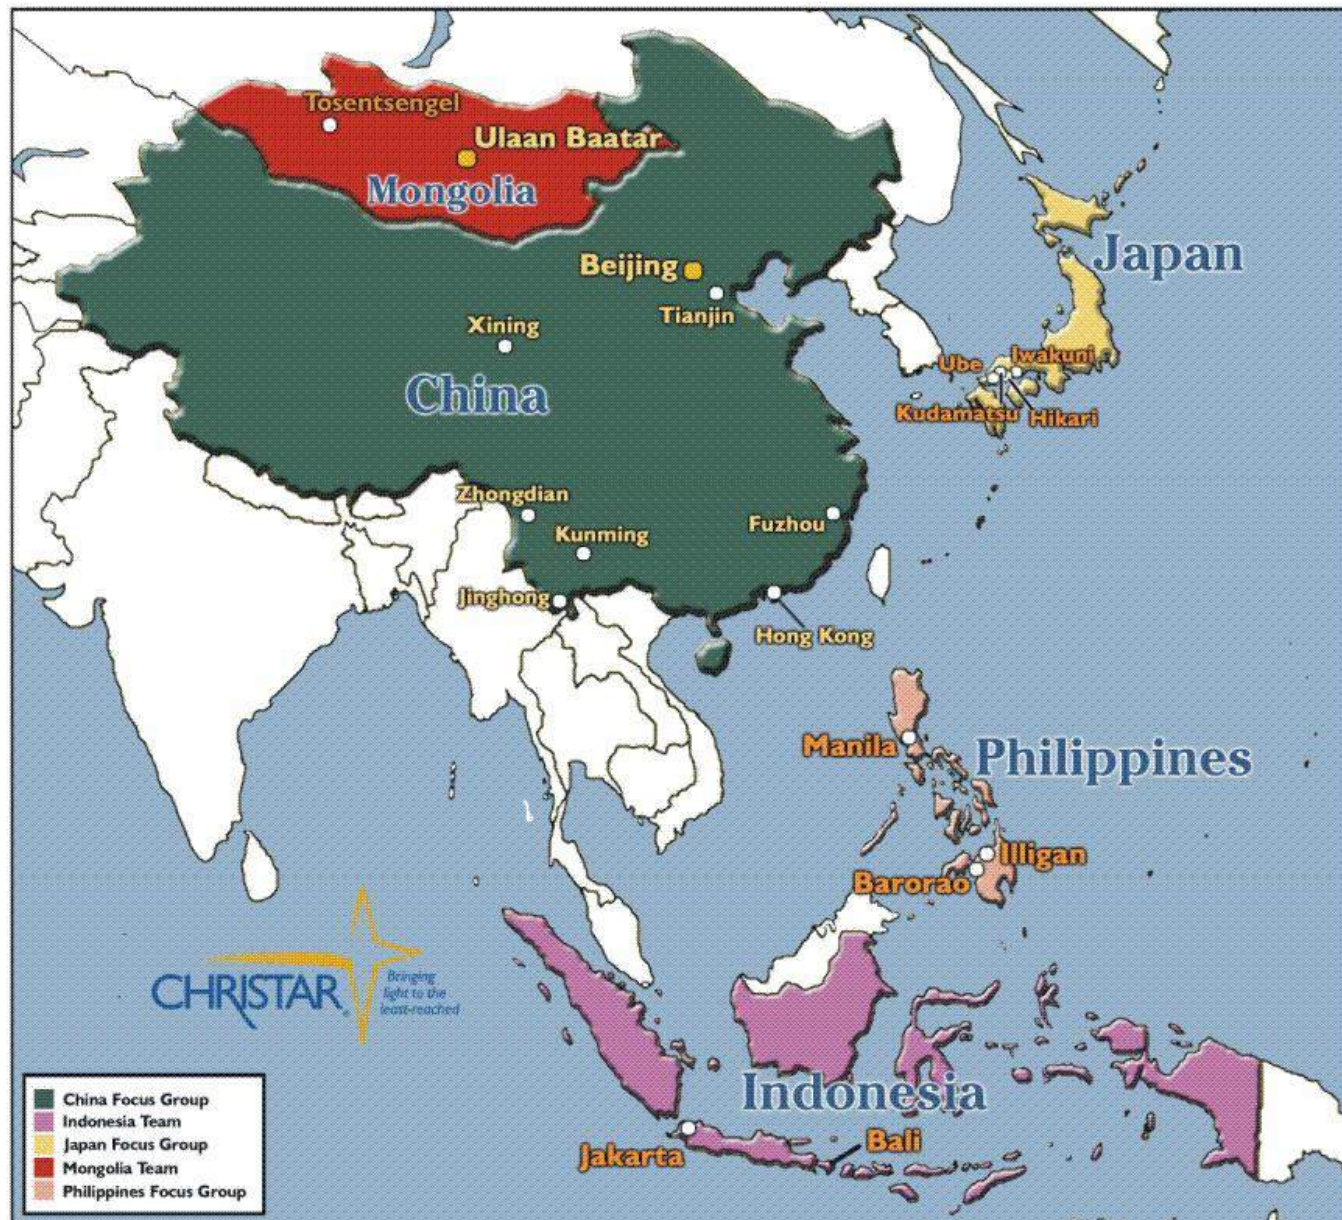 Tosentsengel
Ulaan Baatar
Mongolia
Japan
Beijing
Tianjin
Xining
China
Ube
Iwakuni
Kudamatsu
Hikari
Zhongdian
Kunming
Fuzhou
Jinghong
Hong Kong
Manila
Philippines
Illigan
Barorao
CHRISTAR®
Bringing
light to the
least-reached
Indonesia
Jakarta
Bali
China Focus Group
Indonesia Team
Japan Focus Group
Mongolia Team
Philippines Focus Group